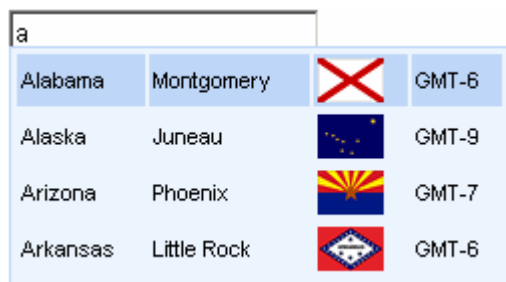 a
Alabama Montgomery GMT-6
Alaska Juneau GMT-9
Arizona Phoenix GMT-7
Arkansas Little Rock GMT-6